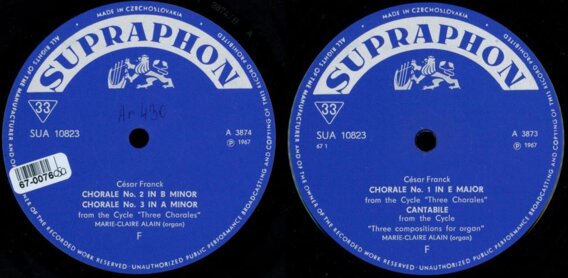 MADE IN CZECHOSLOVAKIA
ALL RIGHTS OF THE MANUFACTURER AND OF THE OWNER OF THE RECORDED WORK RESERVED · UNAUTHORIZED PUBLIC PERFORMANCE BROADCASTING AND COPYING OF THIS RECORD PROHIBITED
SUPRAPHON
33
Ar 430
SUA 10823
A 3874
Ⓟ 1967
67-0076
César Franck
CHORALE No. 2 IN B MINOR
CHORALE No. 3 IN A MINOR
from the Cycle "Three Chorales"
MARIE-CLAIRE ALAIN (organ)
F
MADE IN CZECHOSLOVAKIA
ALL RIGHTS OF THE MANUFACTURER AND OF THE OWNER OF THE RECORDED WORK RESERVED · UNAUTHORIZED PUBLIC PERFORMANCE BROADCASTING AND COPYING OF THIS RECORD PROHIBITED
SUPRAPHON
33
SUA 10823
67 1
A 3873
Ⓟ 1967
César Franck
CHORALE No. 1 IN E MAJOR
from the Cycle "Three Chorales"
CANTABILE
from the Cycle
"Three compositions for organ"
MARIE-CLAIRE ALAIN (organ)
F